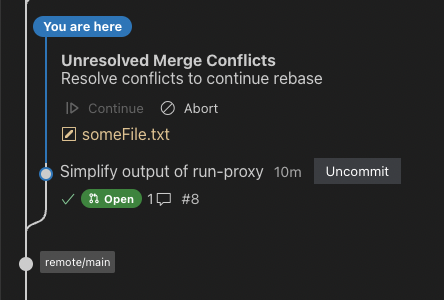 You are here
Unresolved Merge Conflicts
Resolve conflicts to continue rebase
Continue Abort
someFile.txt
Simplify output of run-proxy 10m Uncommit
Open 1 #8
remote/main